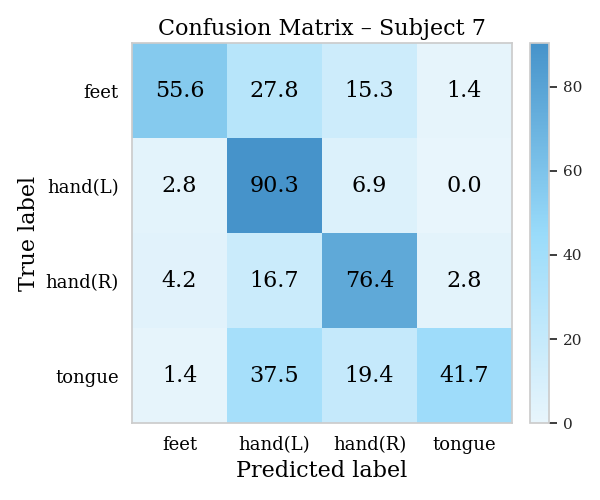 Confusion Matrix – Subject 7
True label
feet 55.6 27.8 15.3 1.4
hand(L) 2.8 90.3 6.9 0.0
hand(R) 4.2 16.7 76.4 2.8
tongue 1.4 37.5 19.4 41.7
feet hand(L) hand(R) tongue
Predicted label
80
60
40
20
0